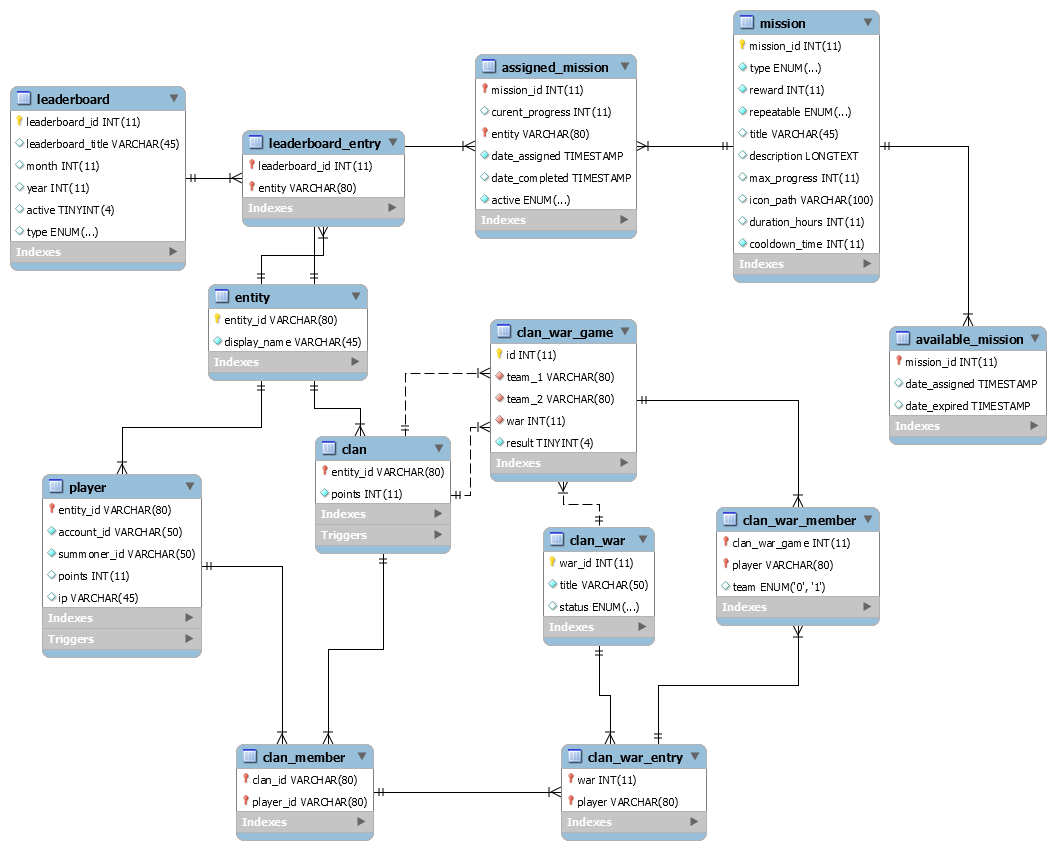 leaderboard
leaderboard_id INT(11)
leaderboard_title VARCHAR(45)
month INT(11)
year INT(11)
active TINYINT(4)
type ENUM(...)
Indexes
leaderboard_entry
leaderboard_id INT(11)
entity VARCHAR(80)
Indexes
assigned_mission
mission_id INT(11)
curent_progress INT(11)
entity VARCHAR(80)
date_assigned TIMESTAMP
date_completed TIMESTAMP
active ENUM(...)
Indexes
mission
mission_id INT(11)
type ENUM(...)
reward INT(11)
repeatable ENUM(...)
title VARCHAR(45)
description LONGTEXT
max_progress INT(11)
icon_path VARCHAR(100)
duration_hours INT(11)
cooldown_time INT(11)
Indexes
entity
entity_id VARCHAR(80)
display_name VARCHAR(45)
Indexes
clan_war_game
id INT(11)
team_1 VARCHAR(80)
team_2 VARCHAR(80)
war INT(11)
result TINYINT(4)
Indexes
available_mission
mission_id INT(11)
date_assigned TIMESTAMP
date_expired TIMESTAMP
Indexes
clan
entity_id VARCHAR(80)
points INT(11)
Indexes
Triggers
player
entity_id VARCHAR(80)
account_id VARCHAR(50)
summoner_id VARCHAR(50)
points INT(11)
ip VARCHAR(45)
Indexes
Triggers
clan_war
war_id INT(11)
title VARCHAR(50)
status ENUM(...)
Indexes
clan_war_member
clan_war_game INT(11)
player VARCHAR(80)
team ENUM('0', '1')
Indexes
clan_member
clan_id VARCHAR(80)
player_id VARCHAR(80)
Indexes
clan_war_entry
war INT(11)
player VARCHAR(80)
Indexes